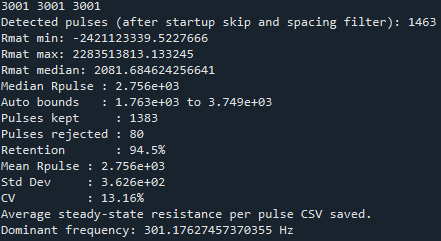 3001 3001 3001
Detected pulses (after startup skip and spacing filter): 1463
Rmat min: -2421123339.5227666
Rmat max: 2283513813.133245
Rmat median: 2081.684624256641
Median Rpulse : 2.756e+03
Auto bounds   : 1.763e+03 to 3.749e+03
Pulses kept     : 1383
Pulses rejected : 80
Retention       : 94.5%
Mean Rpulse : 2.756e+03
Std Dev     : 3.626e+02
CV          : 13.16%
Average steady-state resistance per pulse CSV saved.
Dominant frequency: 301.17627457370355 Hz